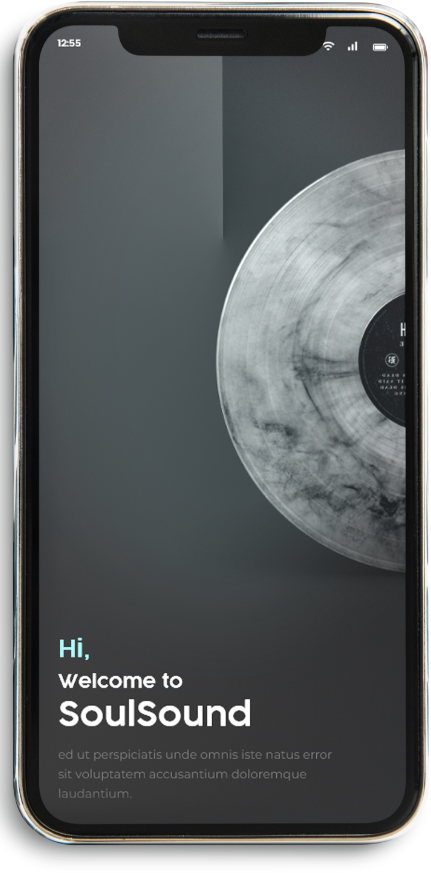 12:55
Hi,
Welcome to
SoulSound
ed ut perspiciatis unde omnis iste natus error
sit voluptatem accusantium doloremque
laudantium.